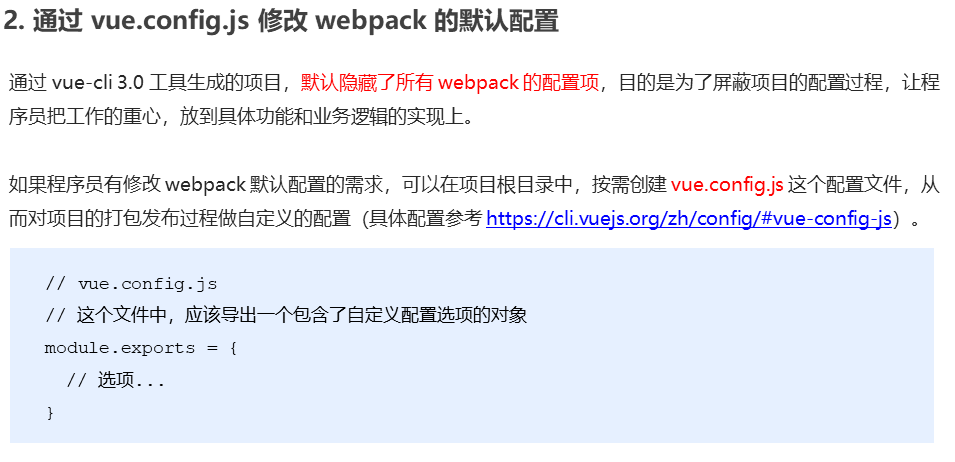 2. 通过 vue.config.js 修改 webpack 的默认配置
通过 vue-cli 3.0 工具生成的项目，默认隐藏了所有 webpack 的配置项，目的是为了屏蔽项目的配置过程，让程
序员把工作的重心，放到具体功能和业务逻辑的实现上。
如果程序员有修改 webpack 默认配置的需求，可以在项目根目录中，按需创建 vue.config.js 这个配置文件，从
而对项目的打包发布过程做自定义的配置（具体配置参考 https://cli.vuejs.org/zh/config/#vue-config-js）。
// vue.config.js
// 这个文件中，应该导出一个包含了自定义配置选项的对象
module.exports = {
  // 选项...
}